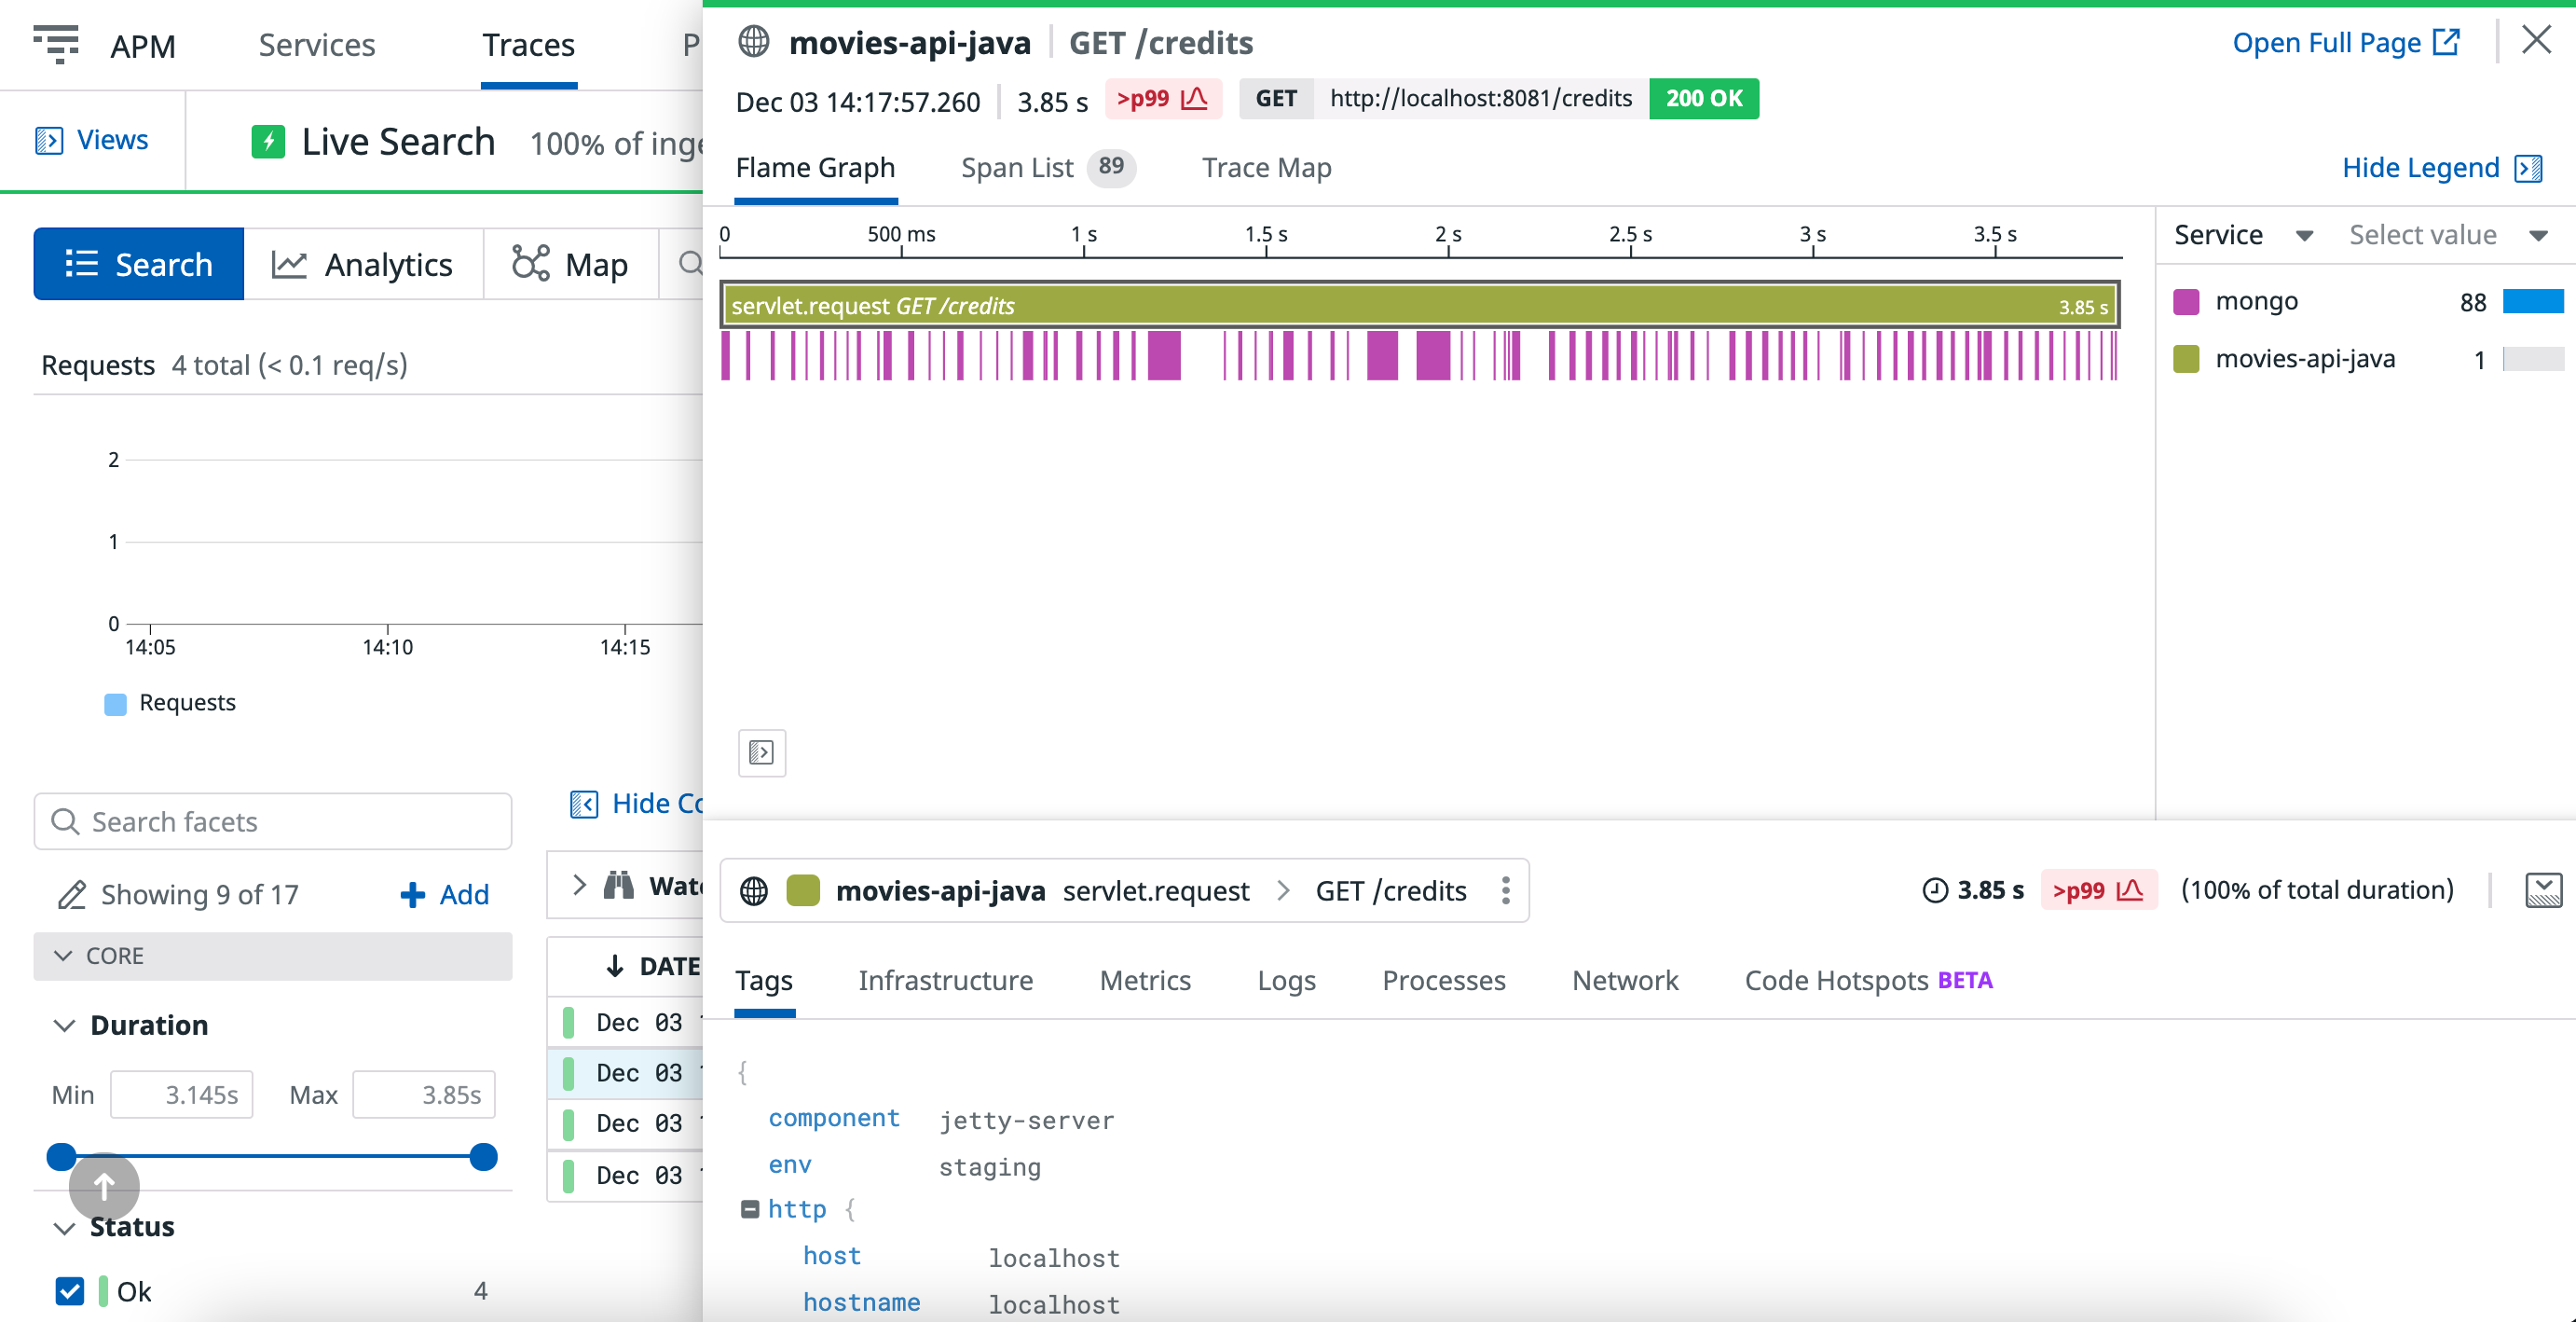 APM
Services
Traces
Views
Live Search 100% of inge
Search
Analytics
Map
Requests 4 total (< 0.1 req/s)
2
1
0
14:05
14:10
14:15
Requests
Search facets
Showing 9 of 17
Add
CORE
Duration
Min 3.145s Max 3.85s
Status
Ok 4
Hide Co
Wat
DATE
Dec 03
Dec 03
Dec 03
Dec 03
movies-api-java GET /credits
Open Full Page
Dec 03 14:17:57.260 3.85 s >p99 GET http://localhost:8081/credits 200 OK
Flame Graph
Span List 89
Trace Map
Hide Legend
0 500 ms 1 s 1.5 s 2 s 2.5 s 3 s 3.5 s
servlet.request GET /credits 3.85 s
Service
Select value
mongo 88
movies-api-java 1
movies-api-java servlet.request GET /credits
3.85 s >p99 (100% of total duration)
Tags
Infrastructure
Metrics
Logs
Processes
Network
Code Hotspots BETA
{
component jetty-server
env staging
http {
host localhost
hostname localhost